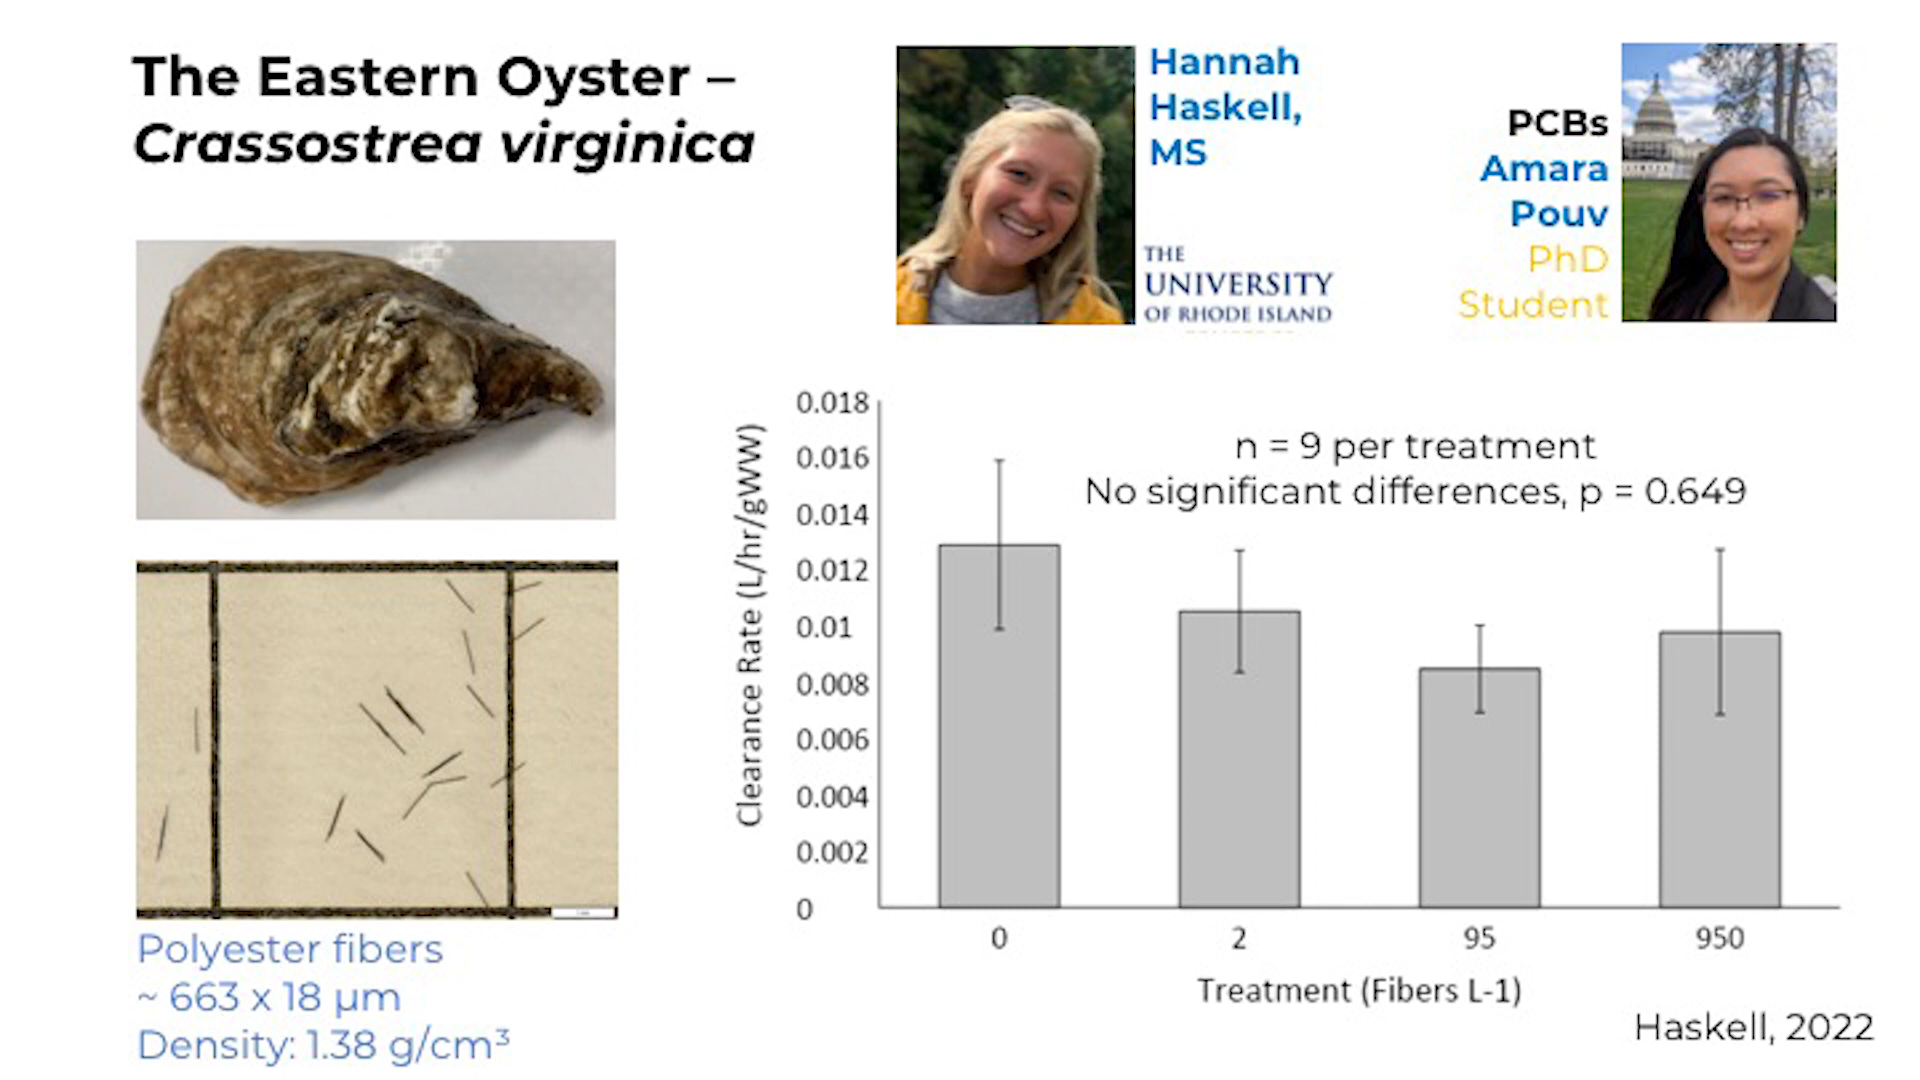 The Eastern Oyster –
Crassostrea virginica
Hannah
Haskell,
MS
THE
UNIVERSITY
OF RHODE ISLAND
PCBs
Amara
Pouv
PhD
Student
Polyester fibers
~ 663 x 18 µm
Density: 1.38 g/cm³
Clearance Rate (L/hr/gWW)
0.018
0.016
0.014
0.012
0.01
0.008
0.006
0.004
0.002
0
n = 9 per treatment
No significant differences, p = 0.649
0 2 95 950
Treatment (Fibers L-1)
Haskell, 2022